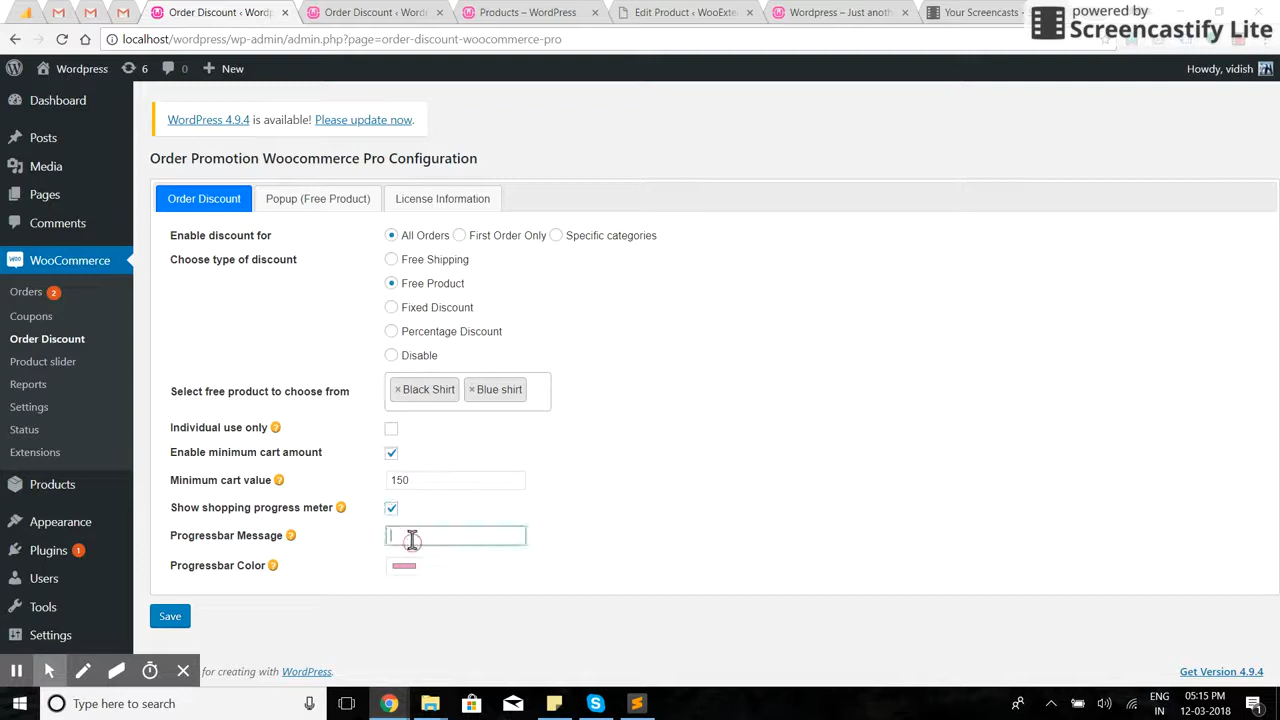 Order Discount ‹ Wordp
Order Discount ‹ Wordp
Products – WordPress
Edit Product ‹ WooExte
Wordpress – Just anoth
Your Screencasts
powered by
Screencastify Lite
localhost/wordpress/wp-admin/admin.php?page=order-discount-woocommerce-pro
Wordpress
6
0
New
Howdy, vidish
Dashboard
Posts
Media
Pages
Comments
WooCommerce
Orders 2
Coupons
Order Discount
Product slider
Reports
Settings
Status
Extensions
Products
Appearance
Plugins 1
Users
Tools
Settings
WordPress 4.9.4 is available! Please update now.
Order Promotion Woocommerce Pro Configuration
Order Discount
Popup (Free Product)
License Information
Enable discount for
All Orders
First Order Only
Specific categories
Choose type of discount
Free Shipping
Free Product
Fixed Discount
Percentage Discount
Disable
Select free product to choose from
×Black Shirt
×Blue shirt
Individual use only ?
Enable minimum cart amount
Minimum cart value ?
150
Show shopping progress meter ?
Progressbar Message ?
Progressbar Color ?
Save
for creating with WordPress.
Get Version 4.9.4
Type here to search
ENG
IN
05:15 PM
12-03-2018
1